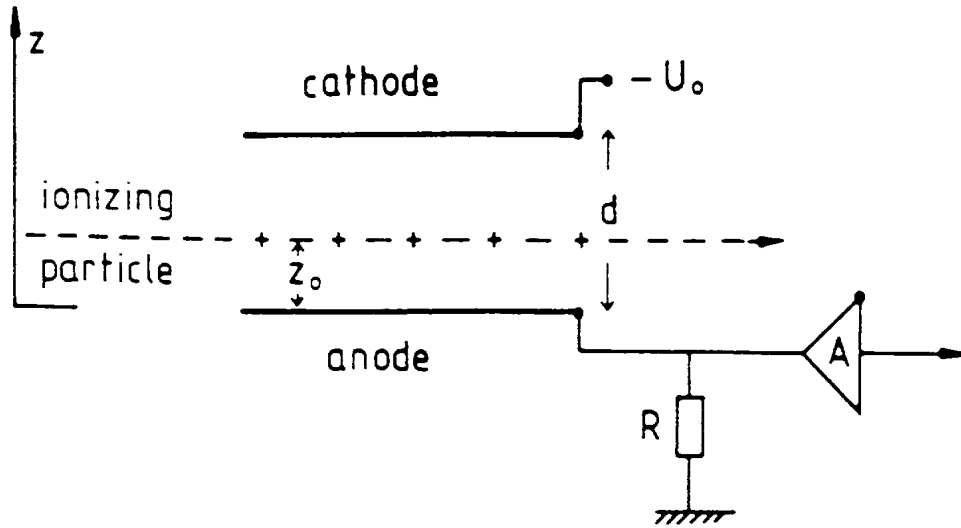 z
cathode
- U₀
ionizing
d
particle
z₀
anode
A
R